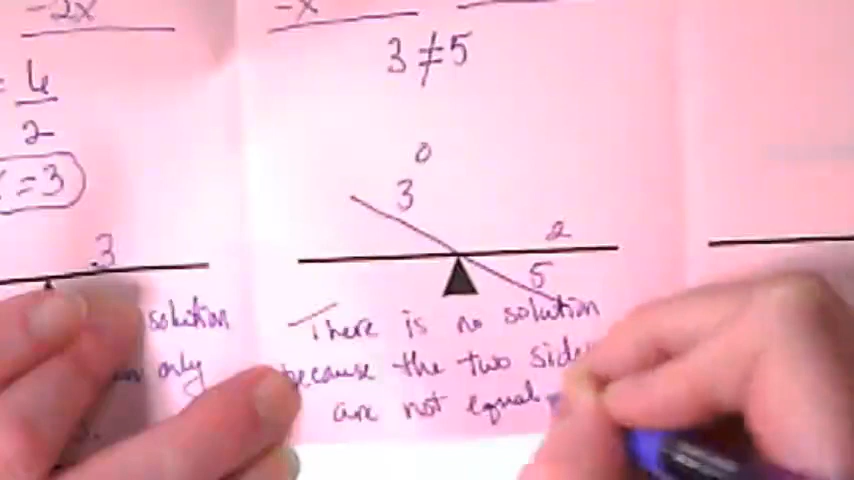 -2x
-x
3 ≠ 5
= 6
2
= 3
0
3
2
5
3
solution
only
There is no solution
because the two sides
are not equal